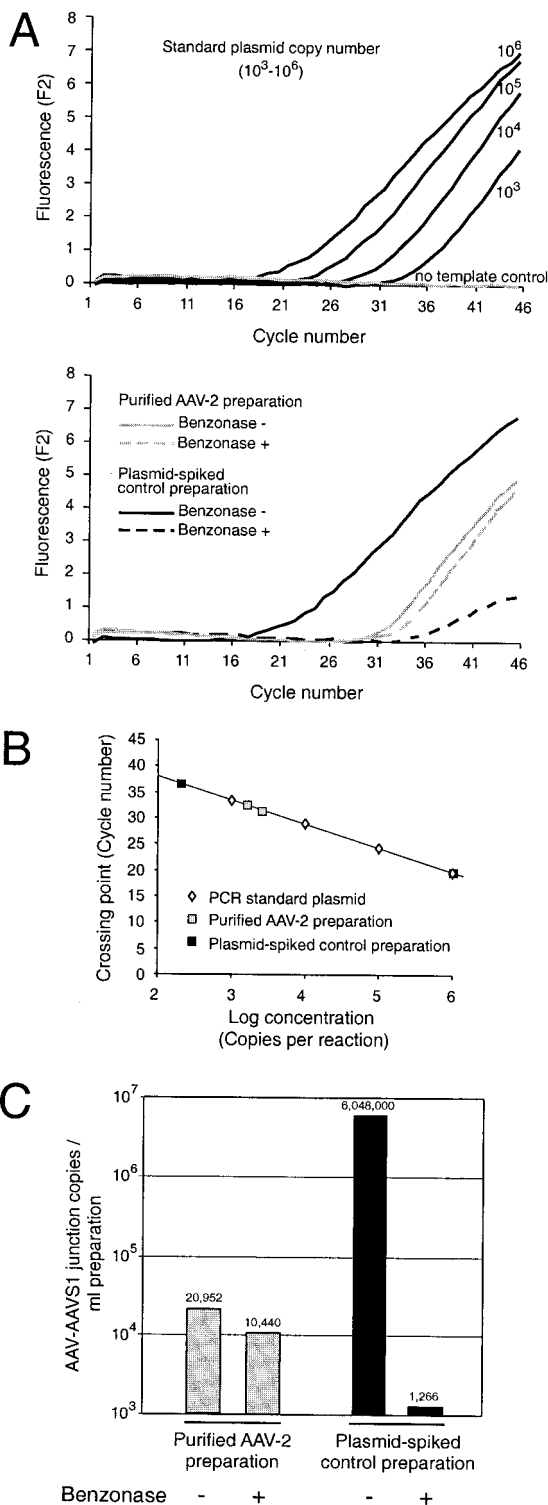 A
8
7
6
5
4
3
2
1
0
Fluorescence (F2)
Standard plasmid copy number
(10³-10⁶)
10⁶
10⁵
10⁴
10³
no template control
1 6 11 16 21 26 31 36 41 46
Cycle number
8
7
6
5
4
3
2
1
0
Fluorescence (F2)
Purified AAV-2 preparation
Benzonase -
Benzonase +
Plasmid-spiked
control preparation
Benzonase -
Benzonase +
1 6 11 16 21 26 31 36 41 46
Cycle number
B
45
40
35
30
25
20
15
10
5
0
Crossing point (Cycle number)
PCR standard plasmid
Purified AAV-2 preparation
Plasmid-spiked control preparation
2 3 4 5 6
Log concentration
(Copies per reaction)
C
10⁷
10⁶
10⁵
10⁴
10³
AAV-AAVS1 junction copies /
ml preparation
6,048,000
20,952
10,440
1,266
Purified AAV-2
preparation
Plasmid-spiked
control preparation
Benzonase - + - +